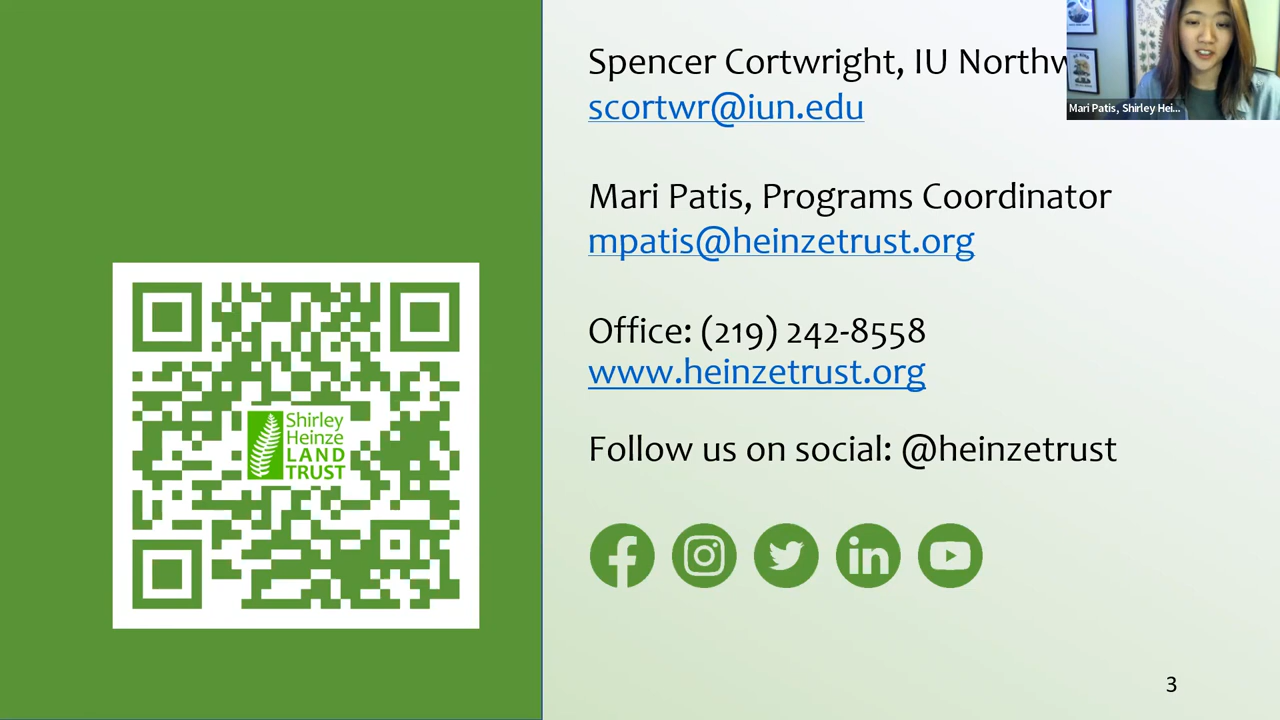 Spencer Cortwright, IU Northw
scortwr@iun.edu
Mari Patis, Programs Coordinator
mpatis@heinzetrust.org
Office: (219) 242-8558
www.heinzetrust.org
Follow us on social: @heinzetrust
Shirley
Heinze
LAND
TRUST
Mari Patis, Shirley Hei...
3